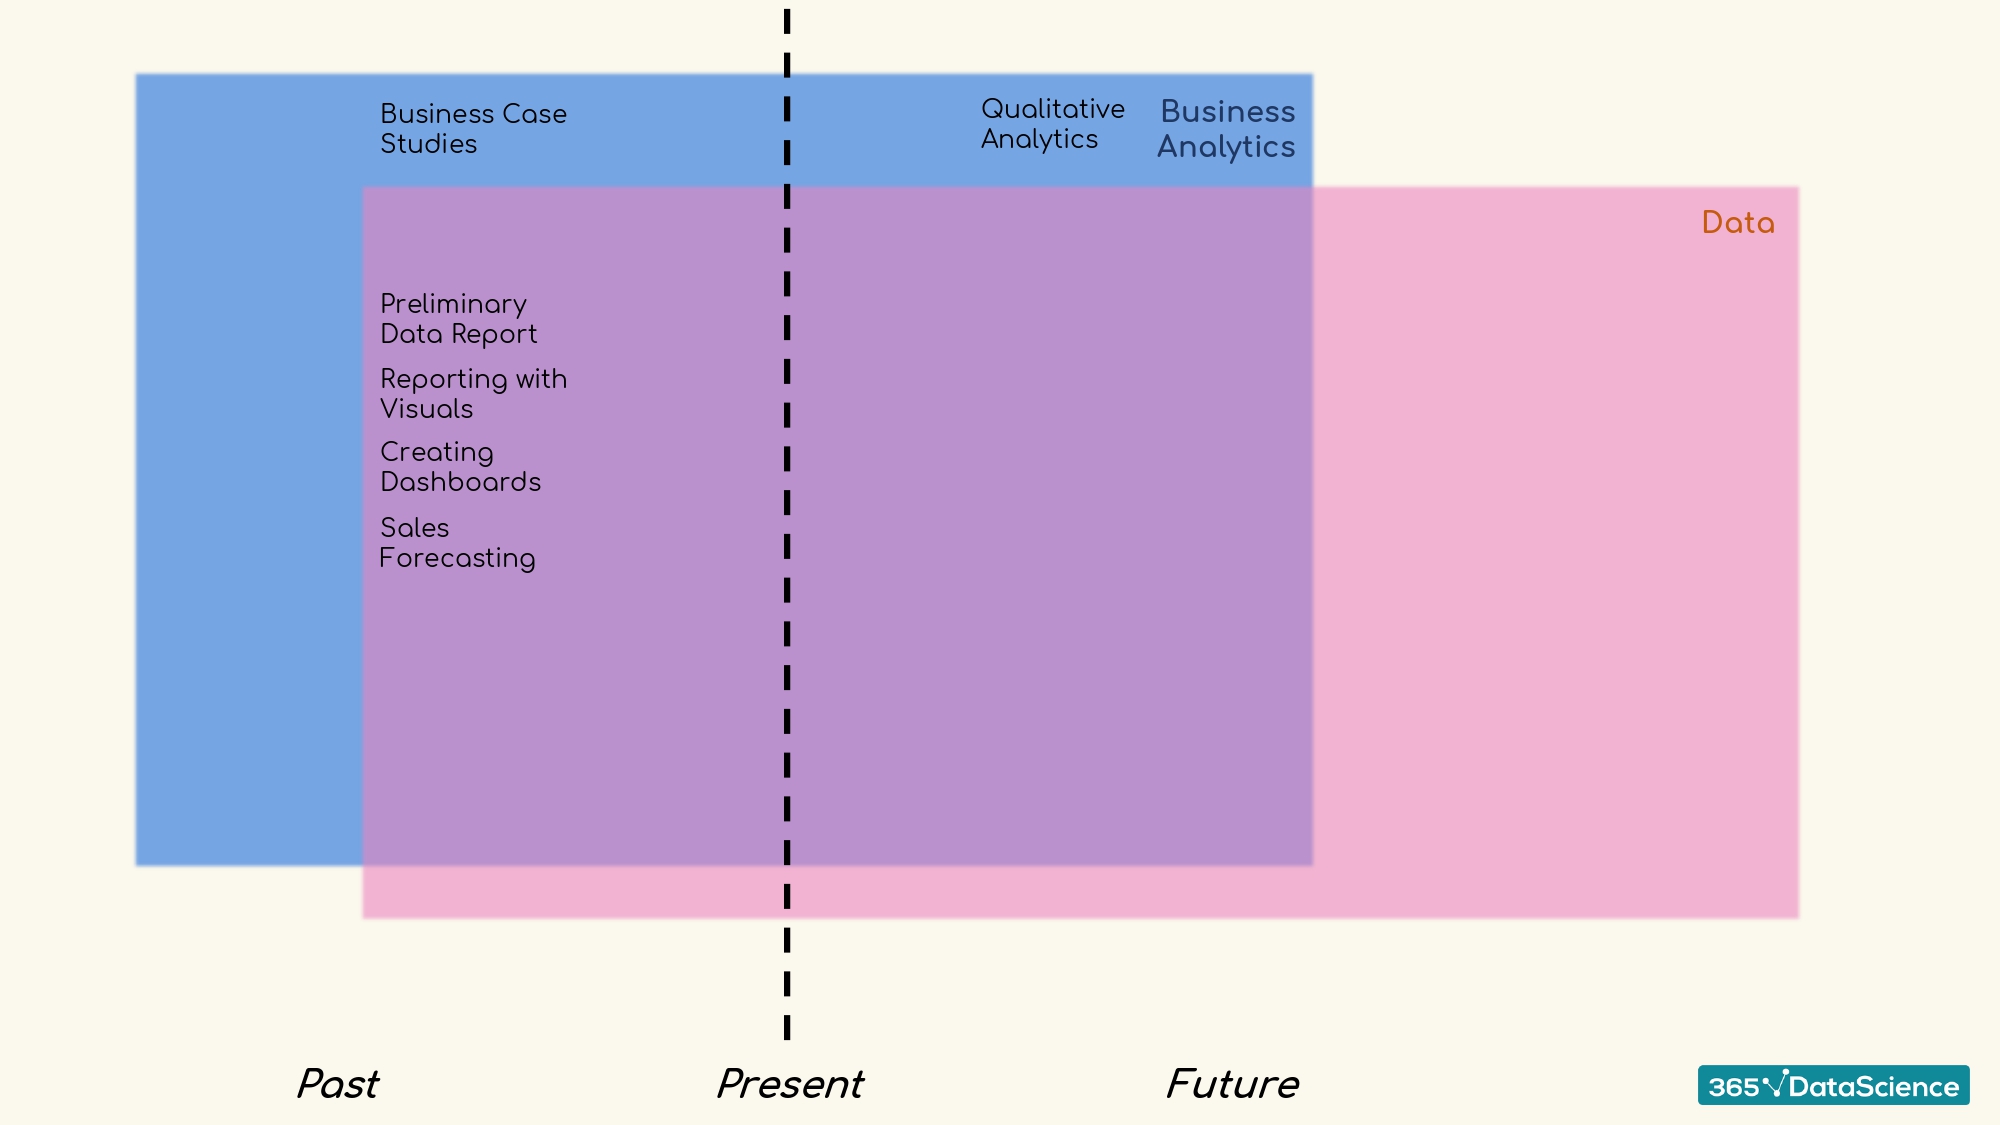 Business Case
Studies
Qualitative
Analytics
Business
Analytics
Data
Preliminary
Data Report
Reporting with
Visuals
Creating
Dashboards
Sales
Forecasting
Past
Present
Future
365 DataScience